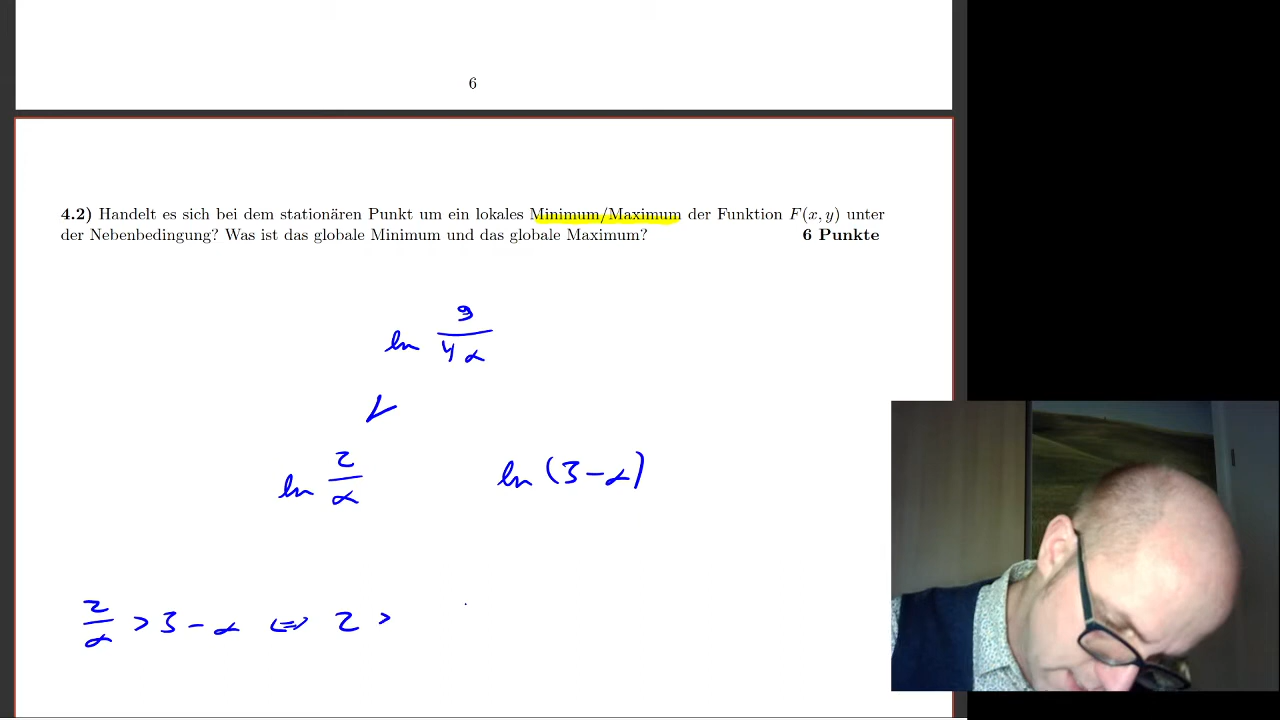 6
4.2) Handelt es sich bei dem stationären Punkt um ein lokales Minimum/Maximum der Funktion F(x, y) unter
der Nebenbedingung? Was ist das globale Minimum und das globale Maximum? 6 Punkte
ln 9/4α
ln 2/α ln (3-α)
2/α > 3 - α ⇔ 2 >